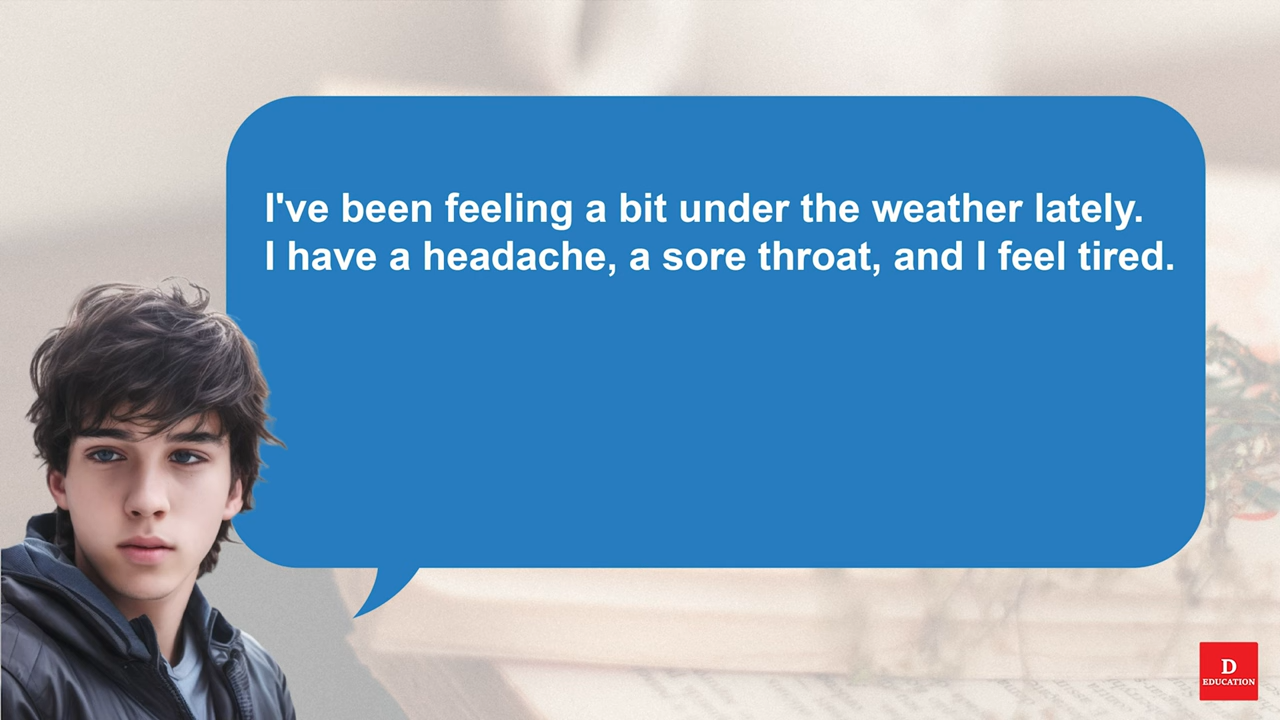 I've been feeling a bit under the weather lately.
I have a headache, a sore throat, and I feel tired.
D
EDUCATION